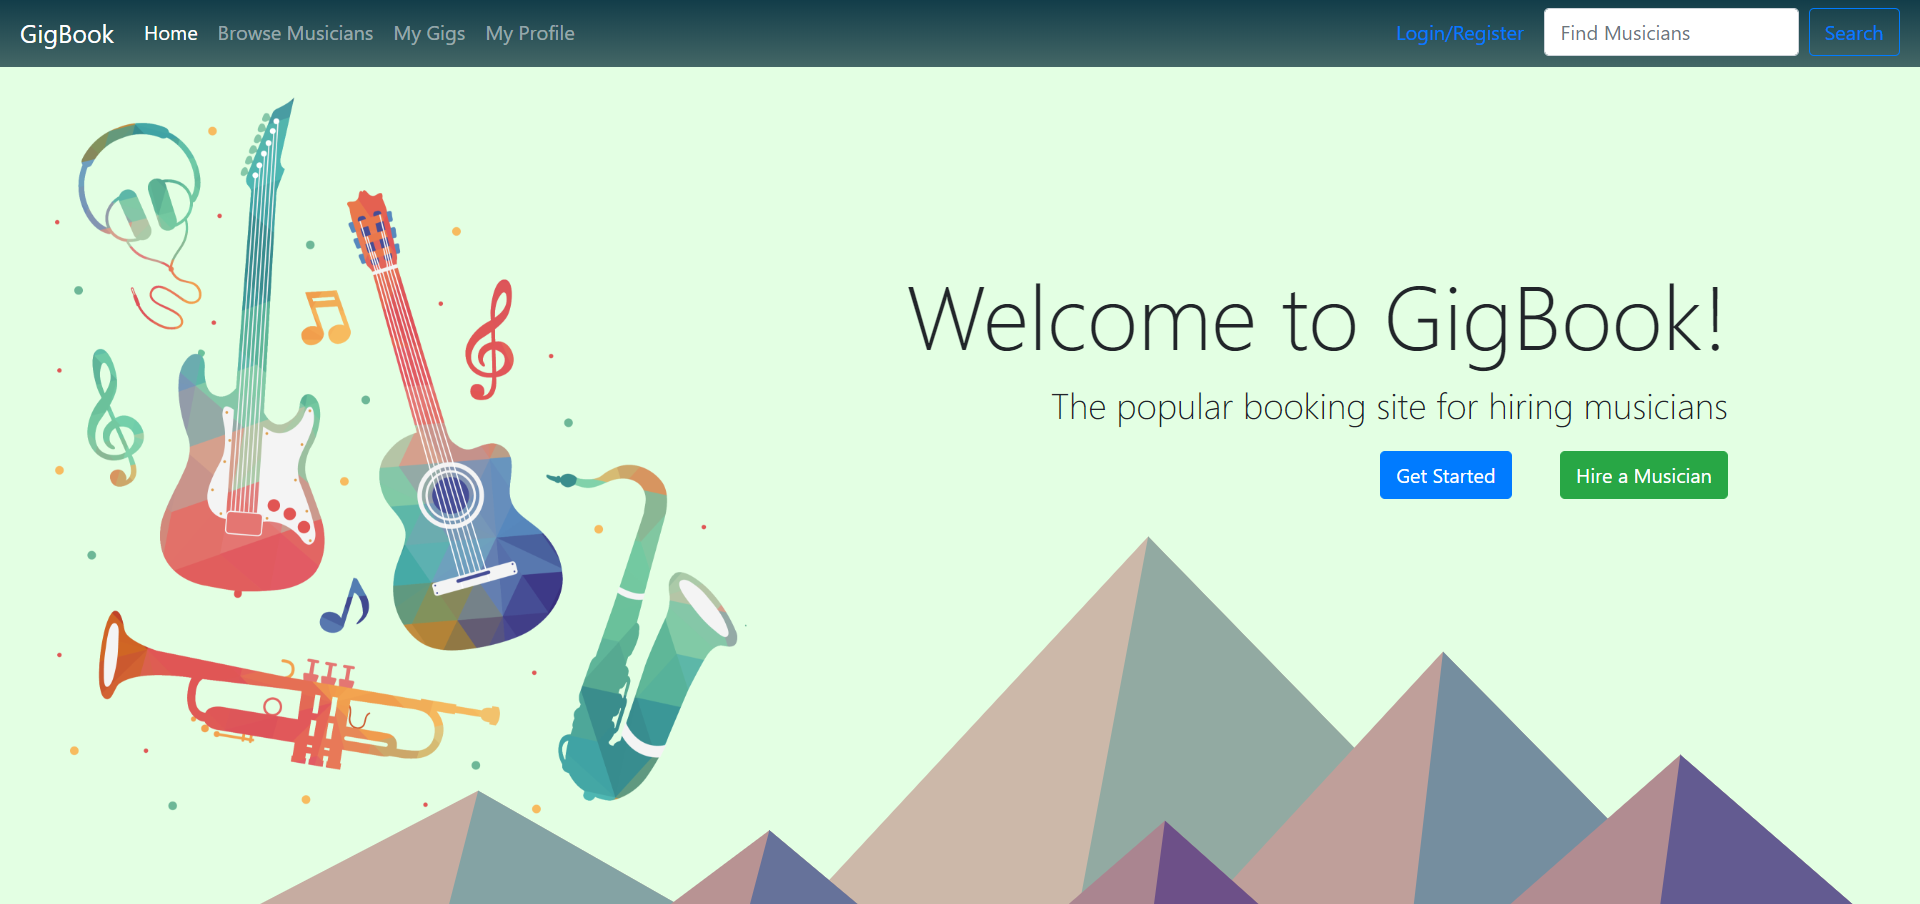 GigBook Home Browse Musicians My Gigs My Profile Login/Register Find Musicians Search
Welcome to GigBook!
The popular booking site for hiring musicians
Get Started Hire a Musician